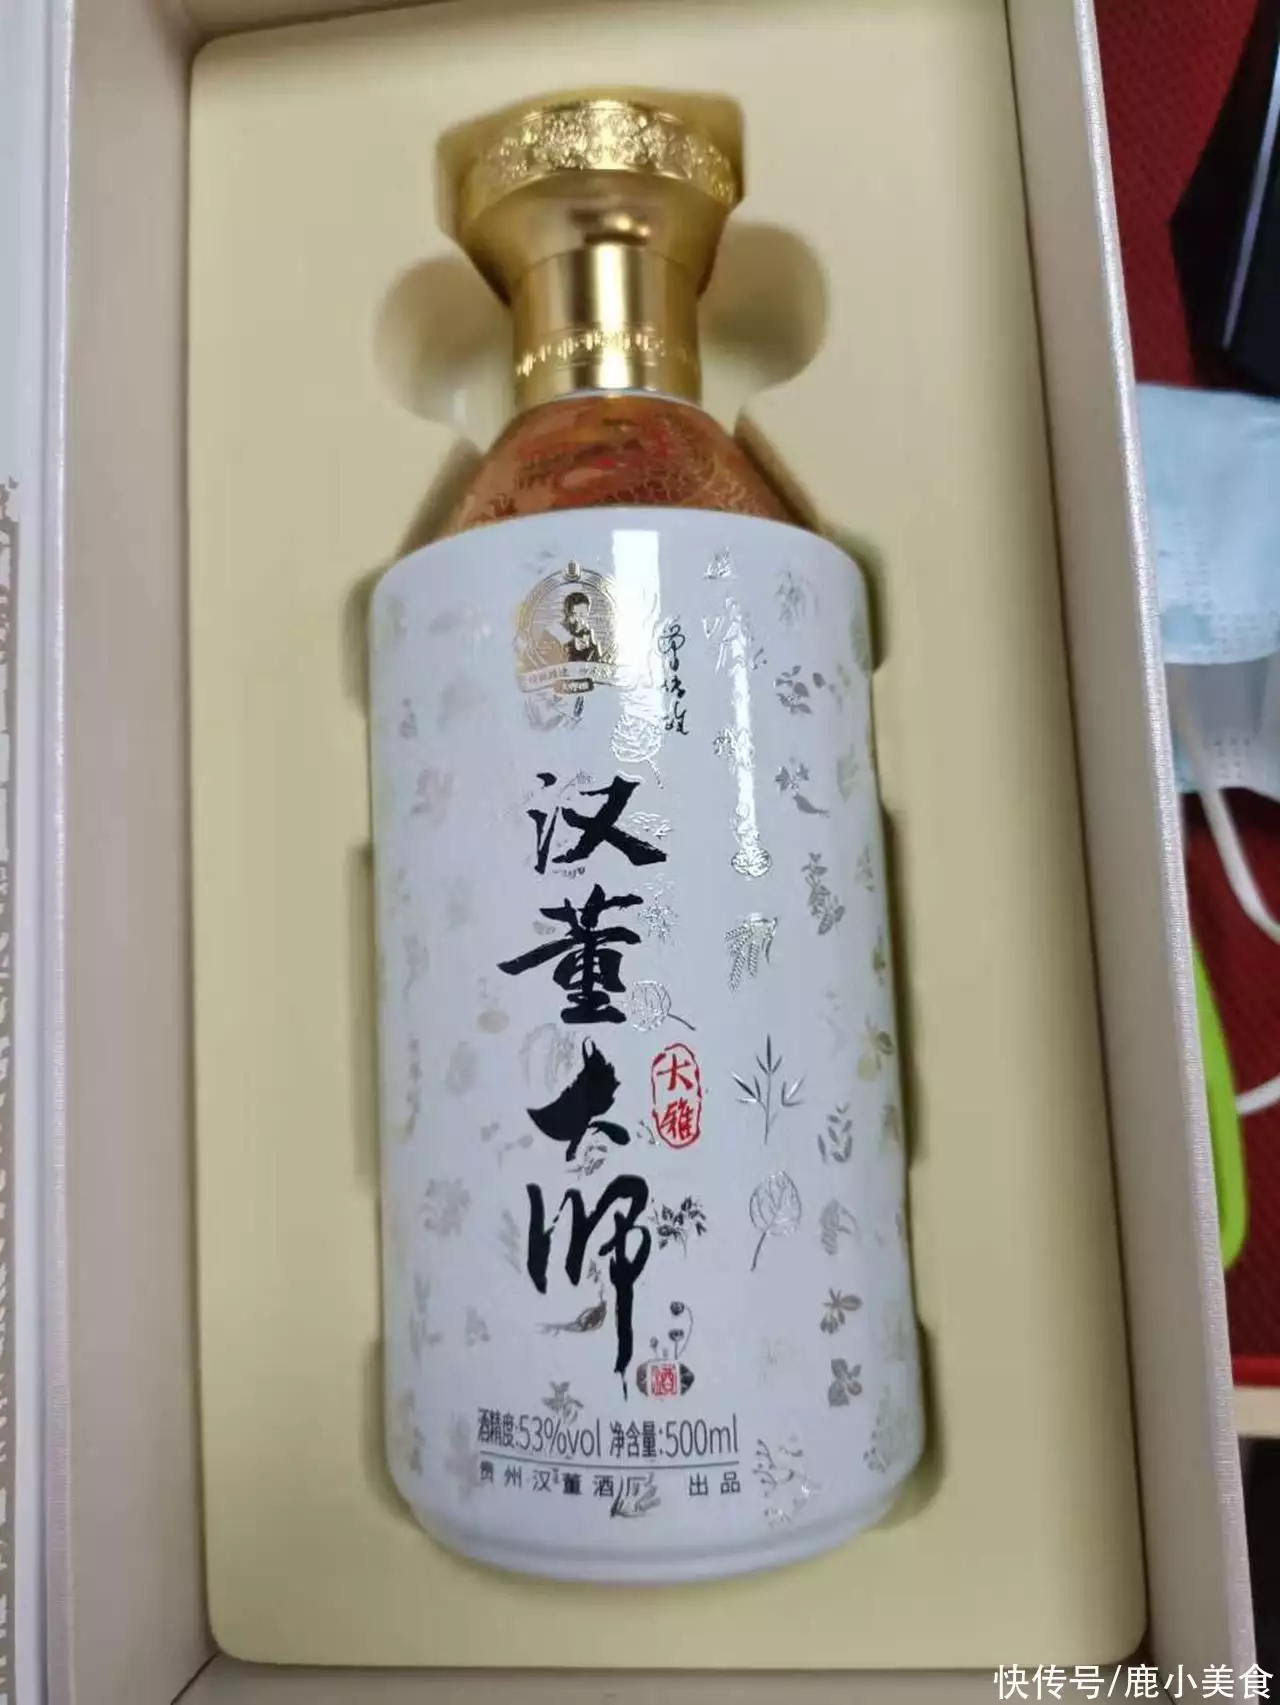 汉董大师
大雅
酒
酒精度:53%vol 净含量:500ml
贵州汉董酒厂 出品
快传号/鹿小美食